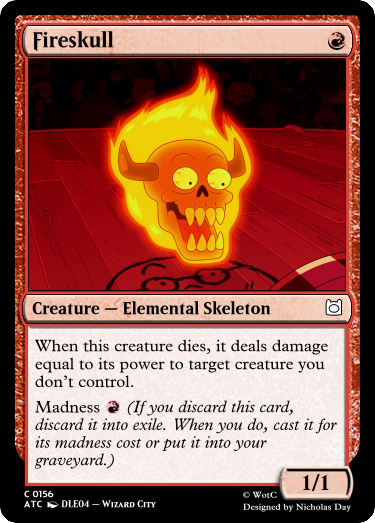 Fireskull
Creature — Elemental Skeleton
When this creature dies, it deals damage
equal to its power to target creature you
don't control.
Madness (If you discard this card,
discard it into exile. When you do, cast it for
its madness cost or put it into your
graveyard.)
1/1
C 0156
ATC DLE04 – Wizard City
© WotC
Designed by Nicholas Day